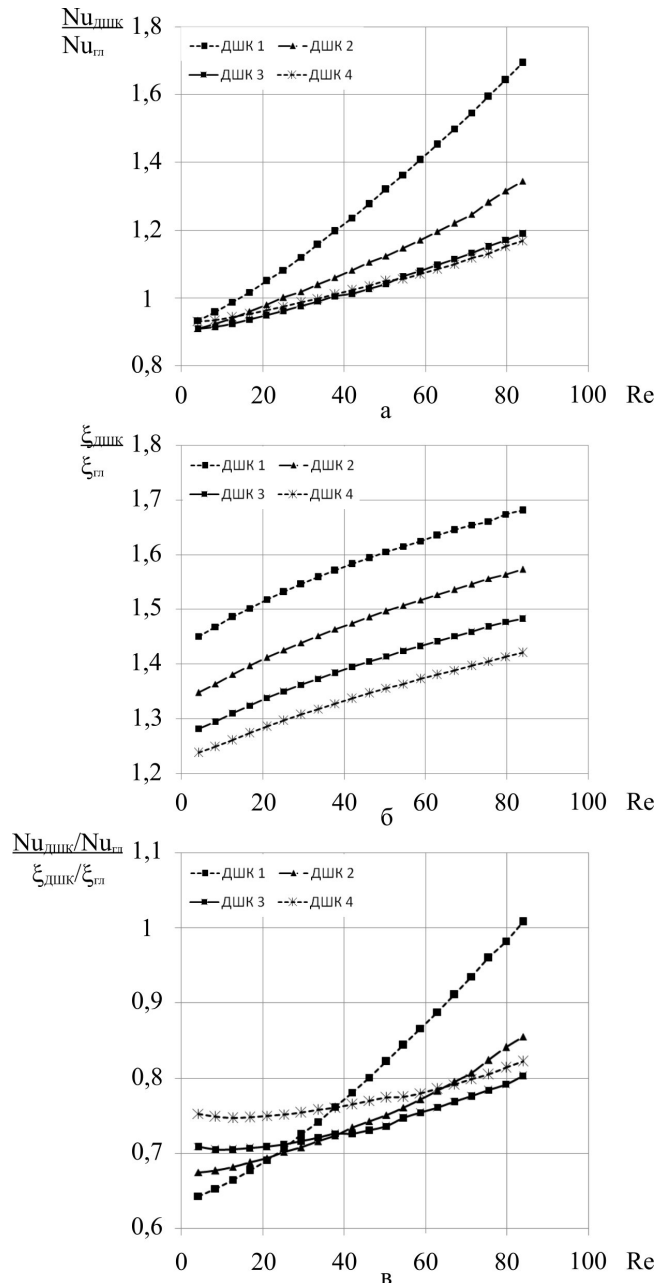 Nuдшк
Nuгл
1,8
1,6
1,4
1,2
1
0,8
ДШК 1 ДШК 2
ДШК 3 ДШК 4
0 20 40 60 80 100 Re
а
ξдшк
ξгл
1,8
1,7
1,6
1,5
1,4
1,3
1,2
ДШК 1 ДШК 2
ДШК 3 ДШК 4
0 20 40 60 80 100 Re
б
Nuдшк/Nuгл
ξдшк/ξгл
1,1
1
0,9
0,8
0,7
0,6
ДШК 1 ДШК 2
ДШК 3 ДШК 4
0 20 40 60 80 100 Re
в